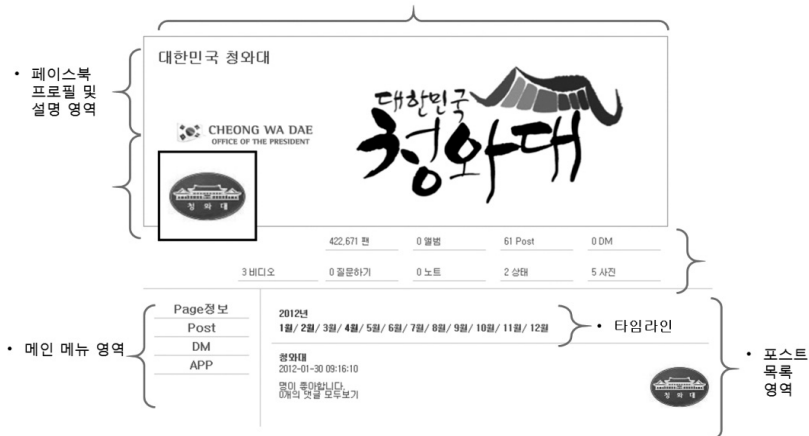 대한민국 청와대
• 페이스북
프로필 및
설명 영역
대한민국
청와대
CHEONG WA DAE
OFFICE OF THE PRESIDENT
청 와 대
422,671 팬
0 앨범
61 Post
0 DM
3 비디오
0 질문하기
0 노트
2 상태
5 사진
Page정보
Post
DM
APP
• 메인 메뉴 영역
2012년
1월/ 2월/ 3월/ 4월/ 5월/ 6월/ 7월/ 8월/ 9월/ 10월/ 11월/ 12월
• 타임라인
청와대
2012-01-30 09:16:10
명이 좋아합니다.
0개의 댓글 모두보기
청 와 대
• 포스트
목록
영역